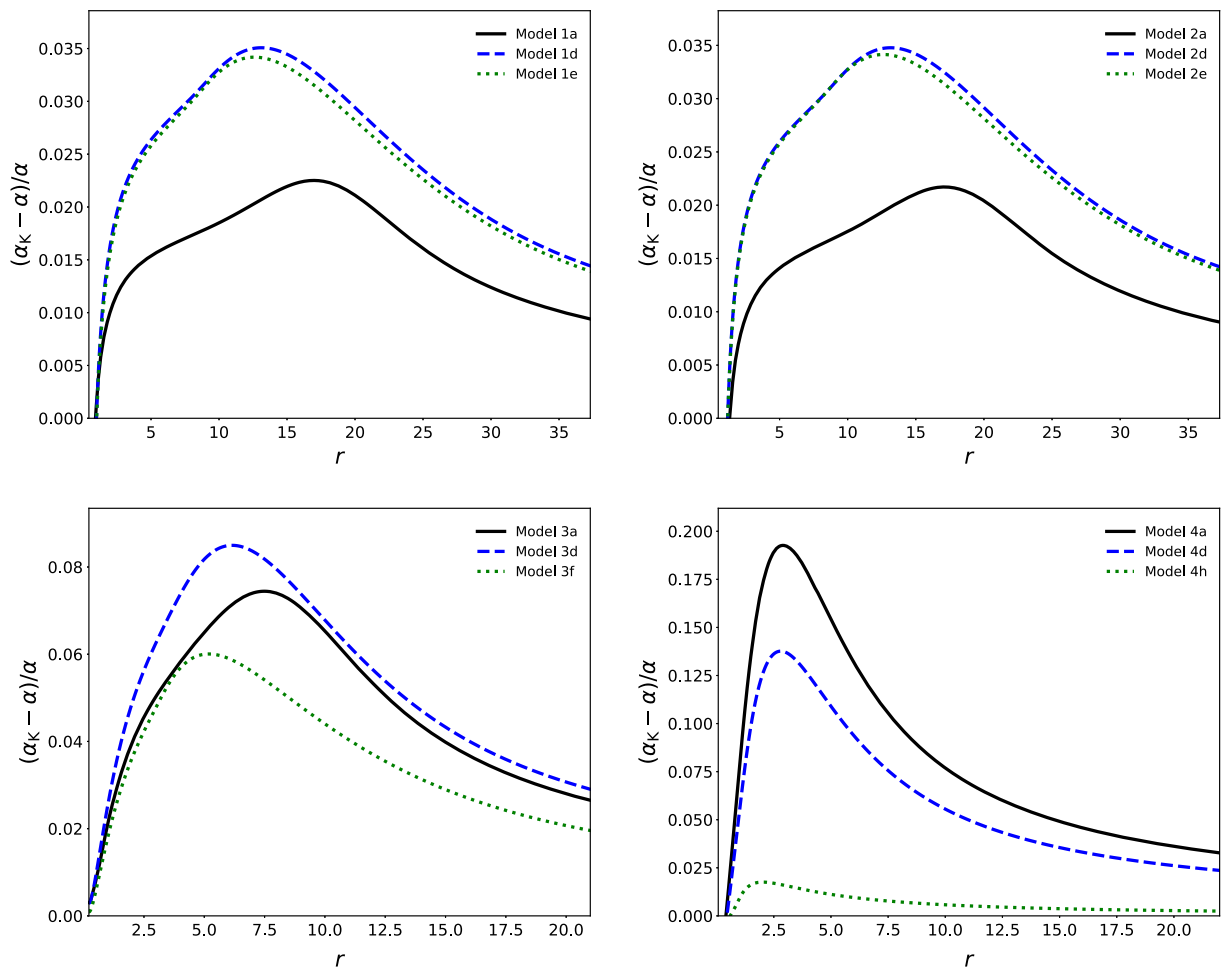 Model 1a
Model 1d
Model 1e
(αK − α)/α
0.035
0.030
0.025
0.020
0.015
0.010
0.005
0.000
5 10 15 20 25 30 35
r
Model 2a
Model 2d
Model 2e
(αK − α)/α
0.035
0.030
0.025
0.020
0.015
0.010
0.005
0.000
5 10 15 20 25 30 35
r
Model 3a
Model 3d
Model 3f
(αK − α)/α
0.08
0.06
0.04
0.02
0.00
2.5 5.0 7.5 10.0 12.5 15.0 17.5 20.0
r
Model 4a
Model 4d
Model 4h
(αK − α)/α
0.200
0.175
0.150
0.125
0.100
0.075
0.050
0.025
0.000
2.5 5.0 7.5 10.0 12.5 15.0 17.5 20.0
r